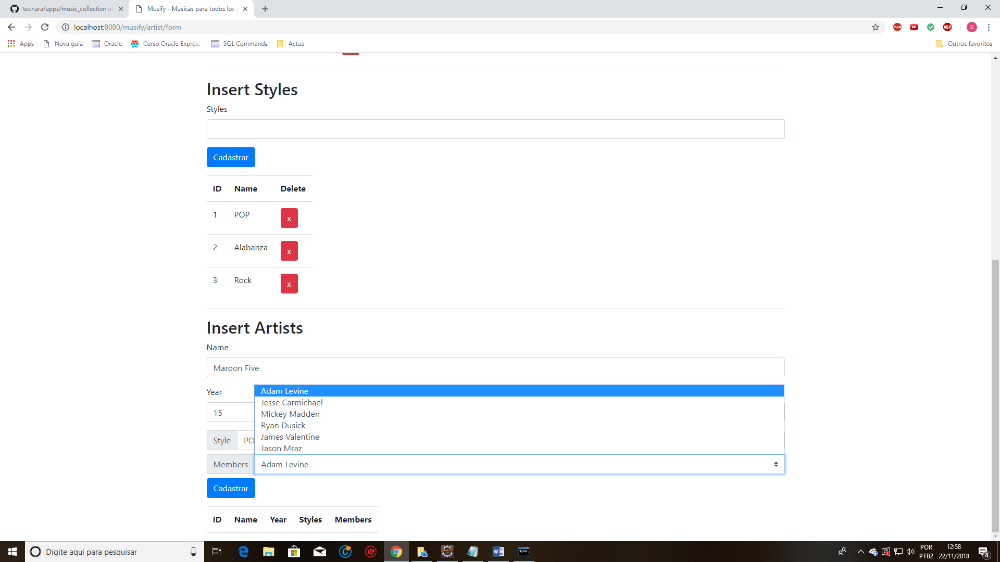 tecnara/apps/music_collection at
Musify - Musicas para todos los
localhost:8080/musify/artist/form
YAB
ABP
S
Apps
Nova guia
Oracle
Curso Oracle Express
SQL Commands
Actua
Outros favoritos
Insert Styles
Styles
Cadastrar
ID Name Delete
1 POP x
2 Alabanza x
3 Rock x
Insert Artists
Name
Maroon Five
Year
15
Adam Levine
Jesse Carmichael
Mickey Madden
Ryan Dusick
James Valentine
Jason Mraz
Style PO
Members Adam Levine
Cadastrar
ID Name Year Styles Members
Digite aqui para pesquisar
POR
PTB2
12:58
22/11/2018
4